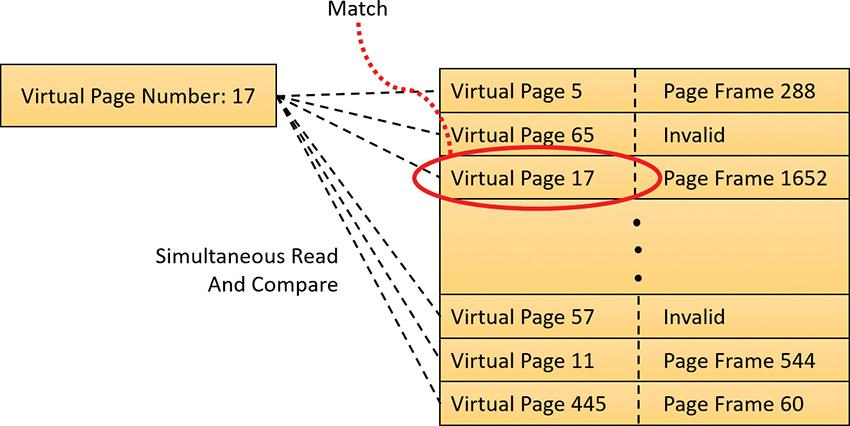 Match
Virtual Page Number: 17
Virtual Page 5 Page Frame 288
Virtual Page 65 Invalid
Virtual Page 17 Page Frame 1652
Simultaneous Read
And Compare
Virtual Page 57 Invalid
Virtual Page 11 Page Frame 544
Virtual Page 445 Page Frame 60